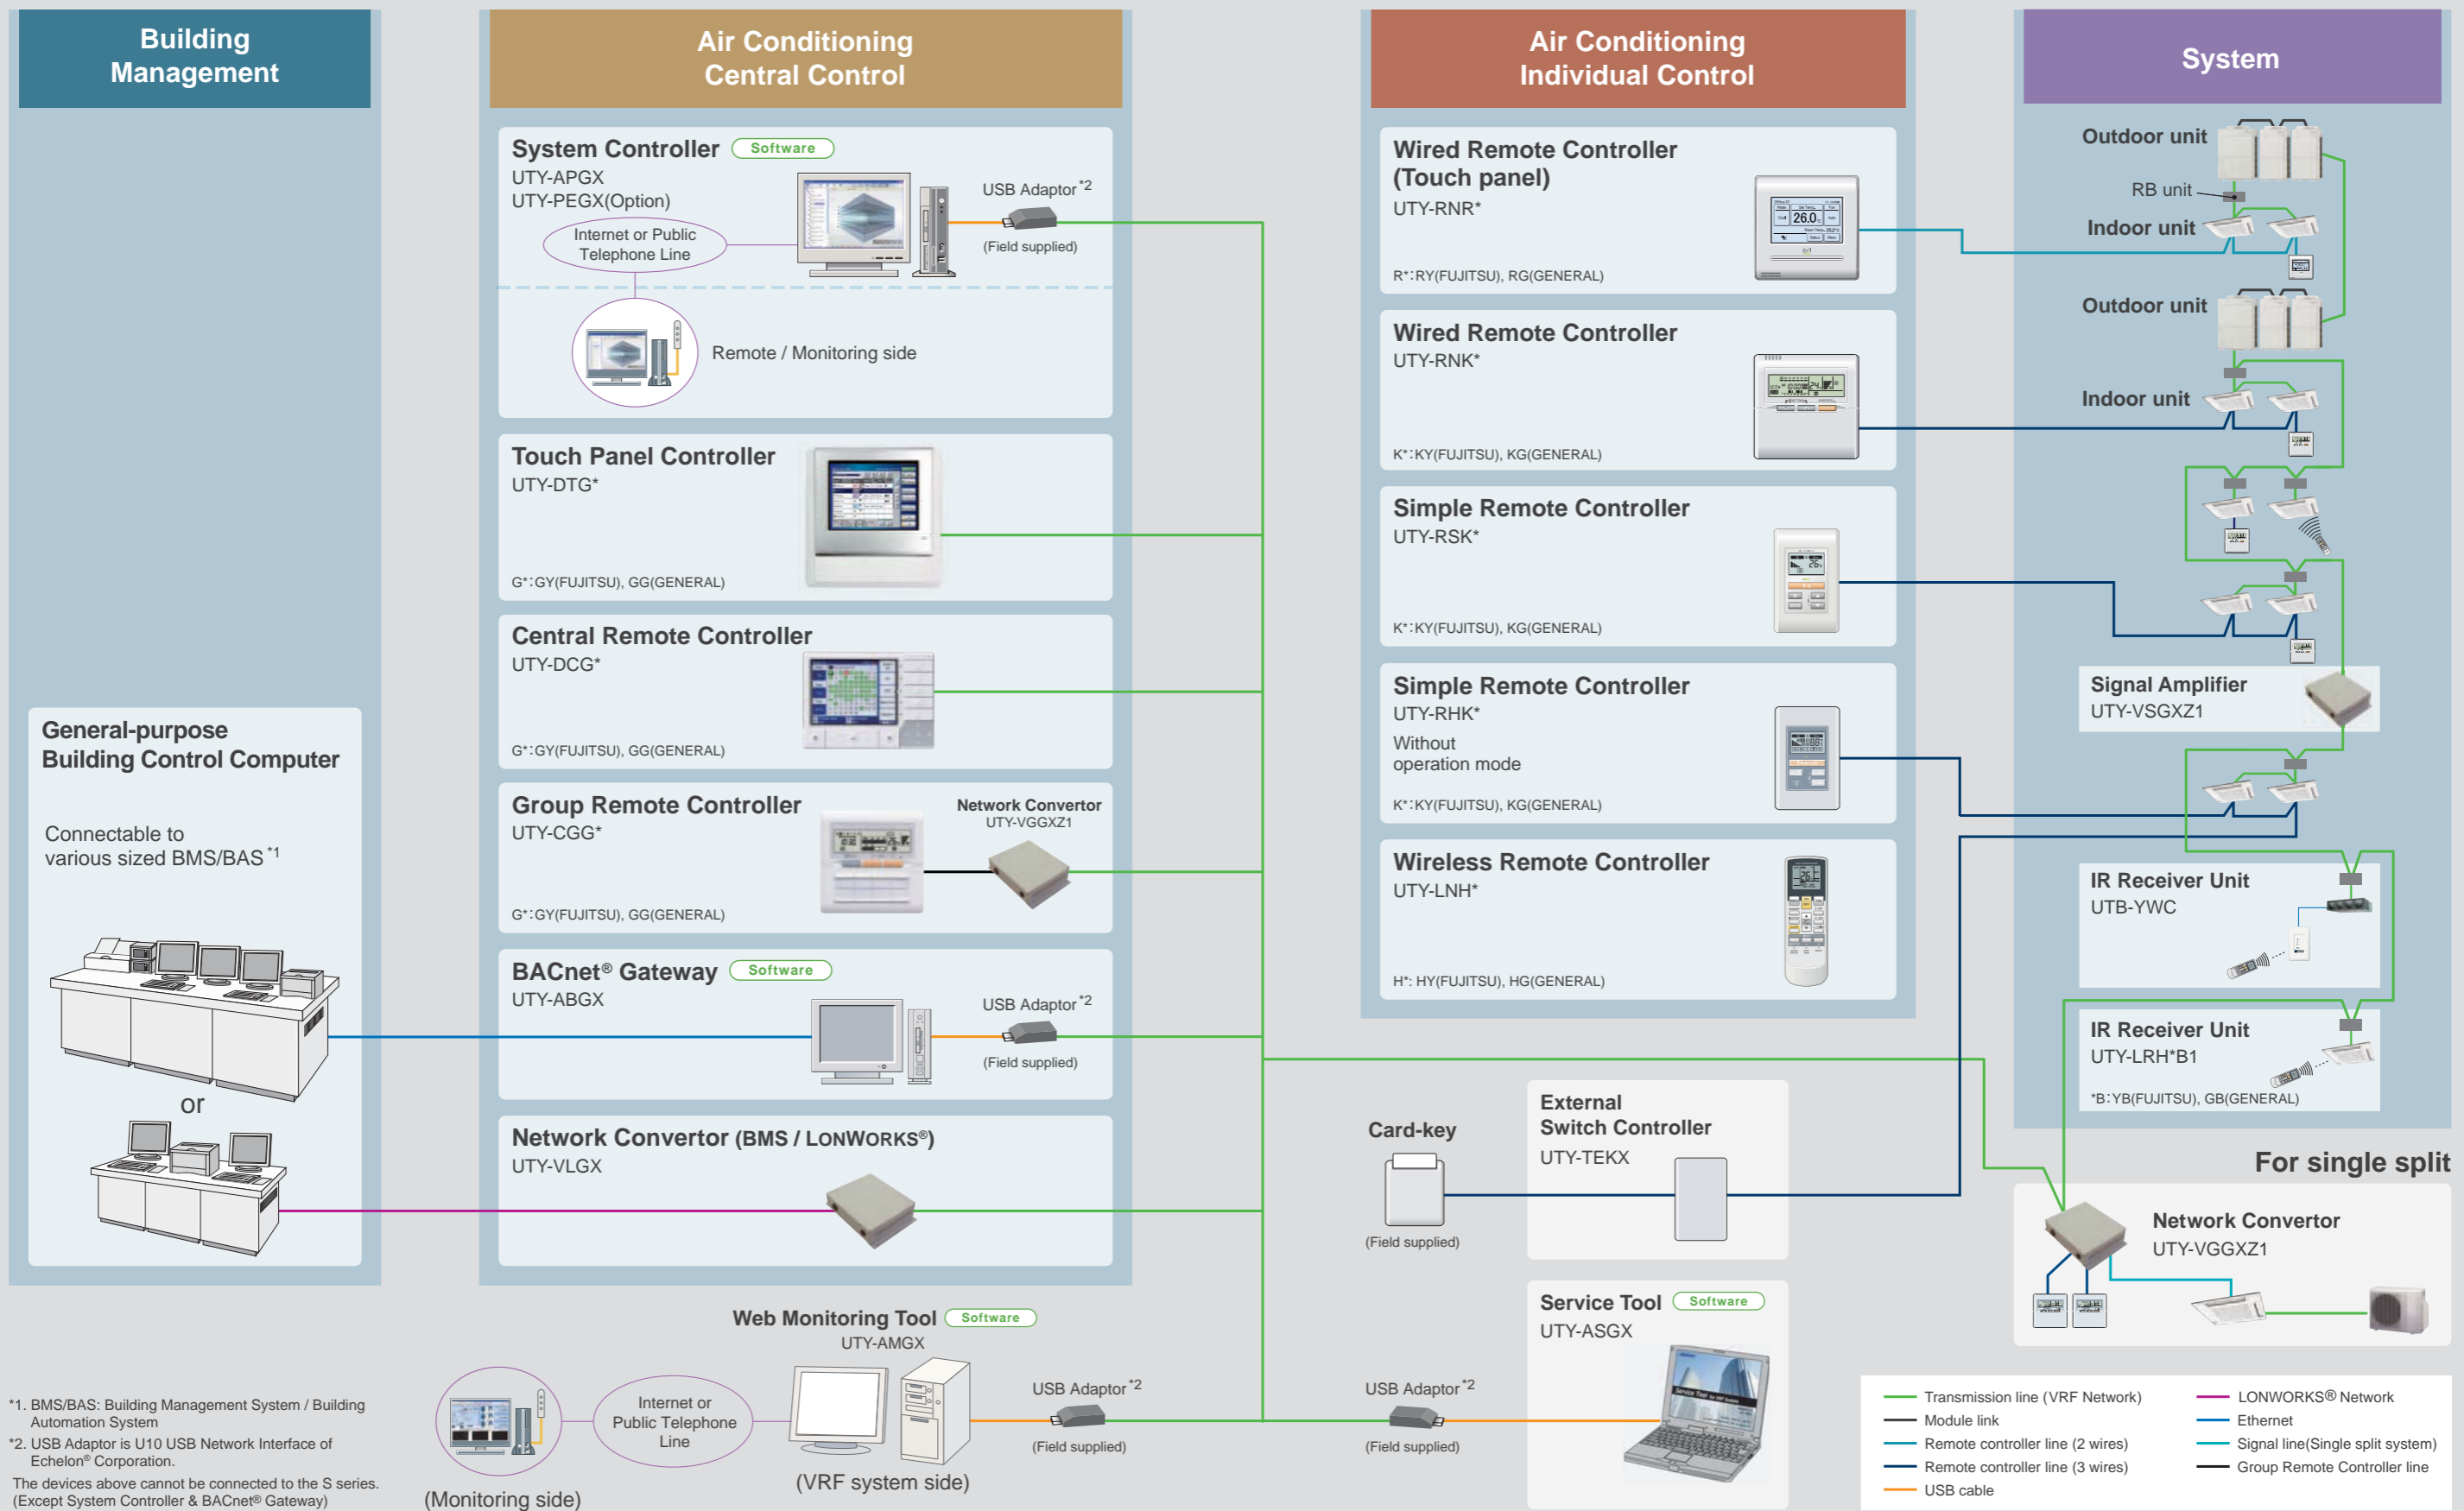 Building
Management
Air Conditioning
Central Control
Air Conditioning
Individual Control
System
General-purpose
Building Control Computer
Connectable to
various sized BMS/BAS *1
or
System Controller Software
UTY-APGX
UTY-PEGX(Option)
Internet or Public
Telephone Line
USB Adaptor*2
(Field supplied)
Remote / Monitoring side
Touch Panel Controller
UTY-DTG*
G*:GY(FUJITSU), GG(GENERAL)
Central Remote Controller
UTY-DCG*
G*:GY(FUJITSU), GG(GENERAL)
Group Remote Controller
UTY-CGG*
Network Convertor
UTY-VGGXZ1
G*:GY(FUJITSU), GG(GENERAL)
BACnet® Gateway Software
UTY-ABGX
USB Adaptor*2
(Field supplied)
Network Convertor (BMS / LONWORKS®)
UTY-VLGX
Wired Remote Controller
(Touch panel)
UTY-RNR*
26.0
R*:RY(FUJITSU), RG(GENERAL)
Wired Remote Controller
UTY-RNK*
K*:KY(FUJITSU), KG(GENERAL)
Simple Remote Controller
UTY-RSK*
K*:KY(FUJITSU), KG(GENERAL)
Simple Remote Controller
UTY-RHK*
Without
operation mode
K*:KY(FUJITSU), KG(GENERAL)
Wireless Remote Controller
UTY-LNH*
H*: HY(FUJITSU), HG(GENERAL)
Outdoor unit
RB unit
Indoor unit
Outdoor unit
Indoor unit
Signal Amplifier
UTY-VSGXZ1
IR Receiver Unit
UTB-YWC
IR Receiver Unit
UTY-LRH*B1
*B:YB(FUJITSU), GB(GENERAL)
Card-key
(Field supplied)
External
Switch Controller
UTY-TEKX
For single split
Network Convertor
UTY-VGGXZ1
Web Monitoring Tool Software
UTY-AMGX
Internet or
Public Telephone
Line
(Monitoring side)
(VRF system side)
USB Adaptor*2
(Field supplied)
USB Adaptor*2
(Field supplied)
Service Tool Software
UTY-ASGX
Service Tool for VRF System
*1. BMS/BAS: Building Management System / Building
Automation System
*2. USB Adaptor is U10 USB Network Interface of
Echelon® Corporation.
The devices above cannot be connected to the S series.
(Except System Controller & BACnet® Gateway)
Transmission line (VRF Network)
Module link
Remote controller line (2 wires)
Remote controller line (3 wires)
USB cable
LONWORKS® Network
Ethernet
Signal line(Single split system)
Group Remote Controller line